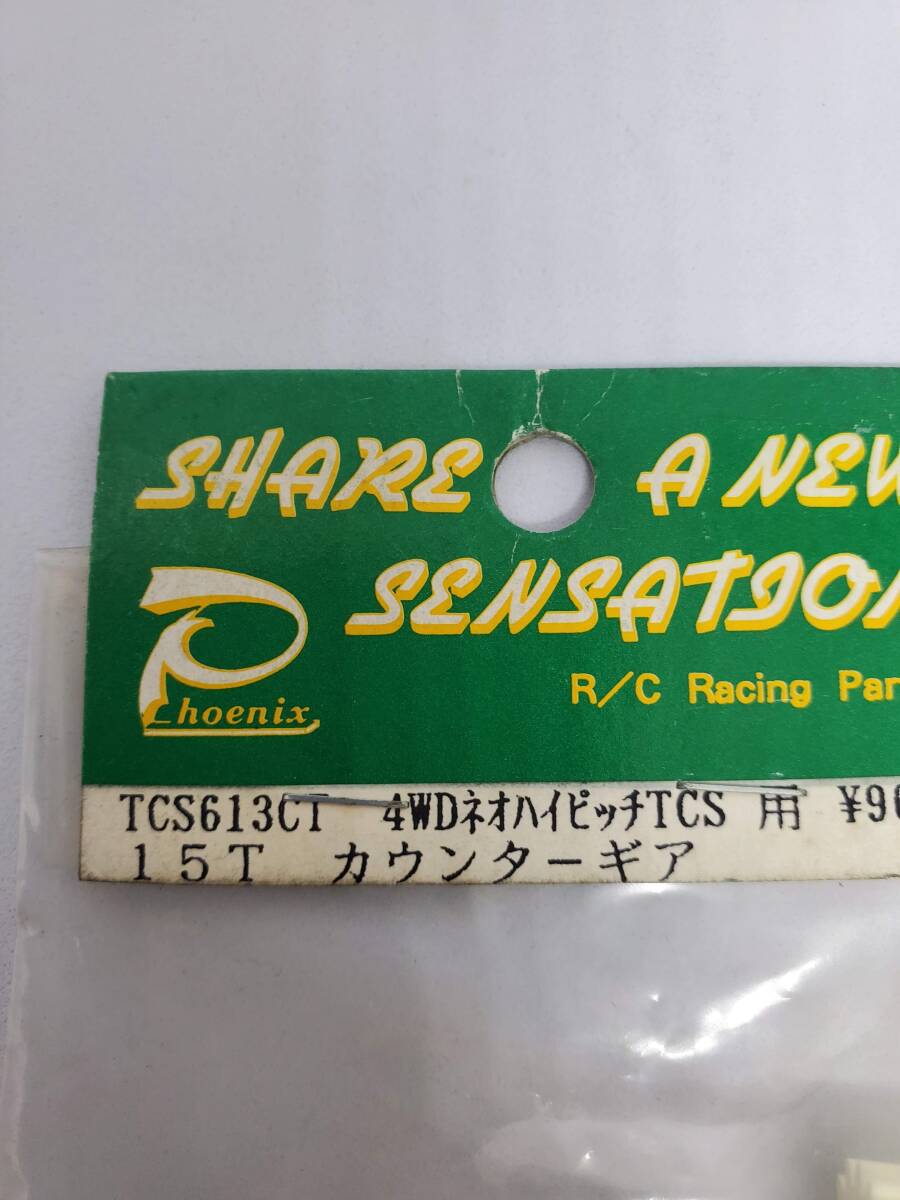 SHARE A NEW
SENSATION
Phoenix
R/C Racing Par
TCS613CT 4WDネオハイピッチTCS 用 ¥90
15T カウンターギア